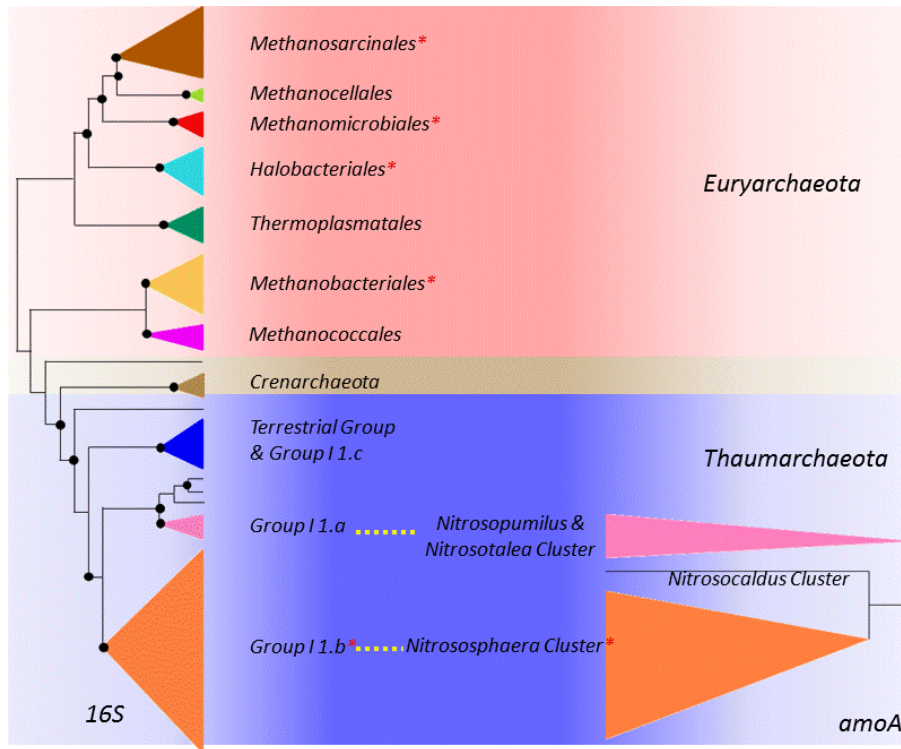 Methanosarcinales*
Methanocellales
Methanomicrobiales*
Halobacteriales*
Euryarchaeota
Thermoplasmatales
Methanobacteriales*
Methanococcales
Crenarchaeota
Terrestrial Group
& Group I 1.c
Thaumarchaeota
Group I 1.a
Nitrosopumilus &
Nitrosotalea Cluster
Nitrosocaldus Cluster
Group I 1.b*
Nitrososphaera Cluster*
16S
amoA